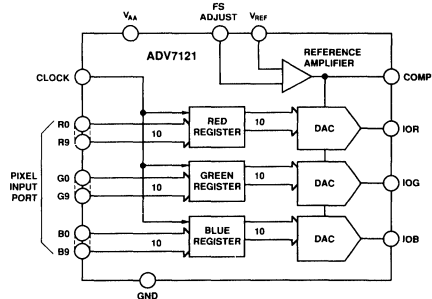 VAA
FS
ADJUST
VREF
ADV7121
REFERENCE
AMPLIFIER
CLOCK
COMP
R0
R9
10
RED
REGISTER
10
DAC
IOR
PIXEL
INPUT
PORT
G0
G9
10
GREEN
REGISTER
10
DAC
IOG
B0
B9
10
BLUE
REGISTER
10
DAC
IOB
GND